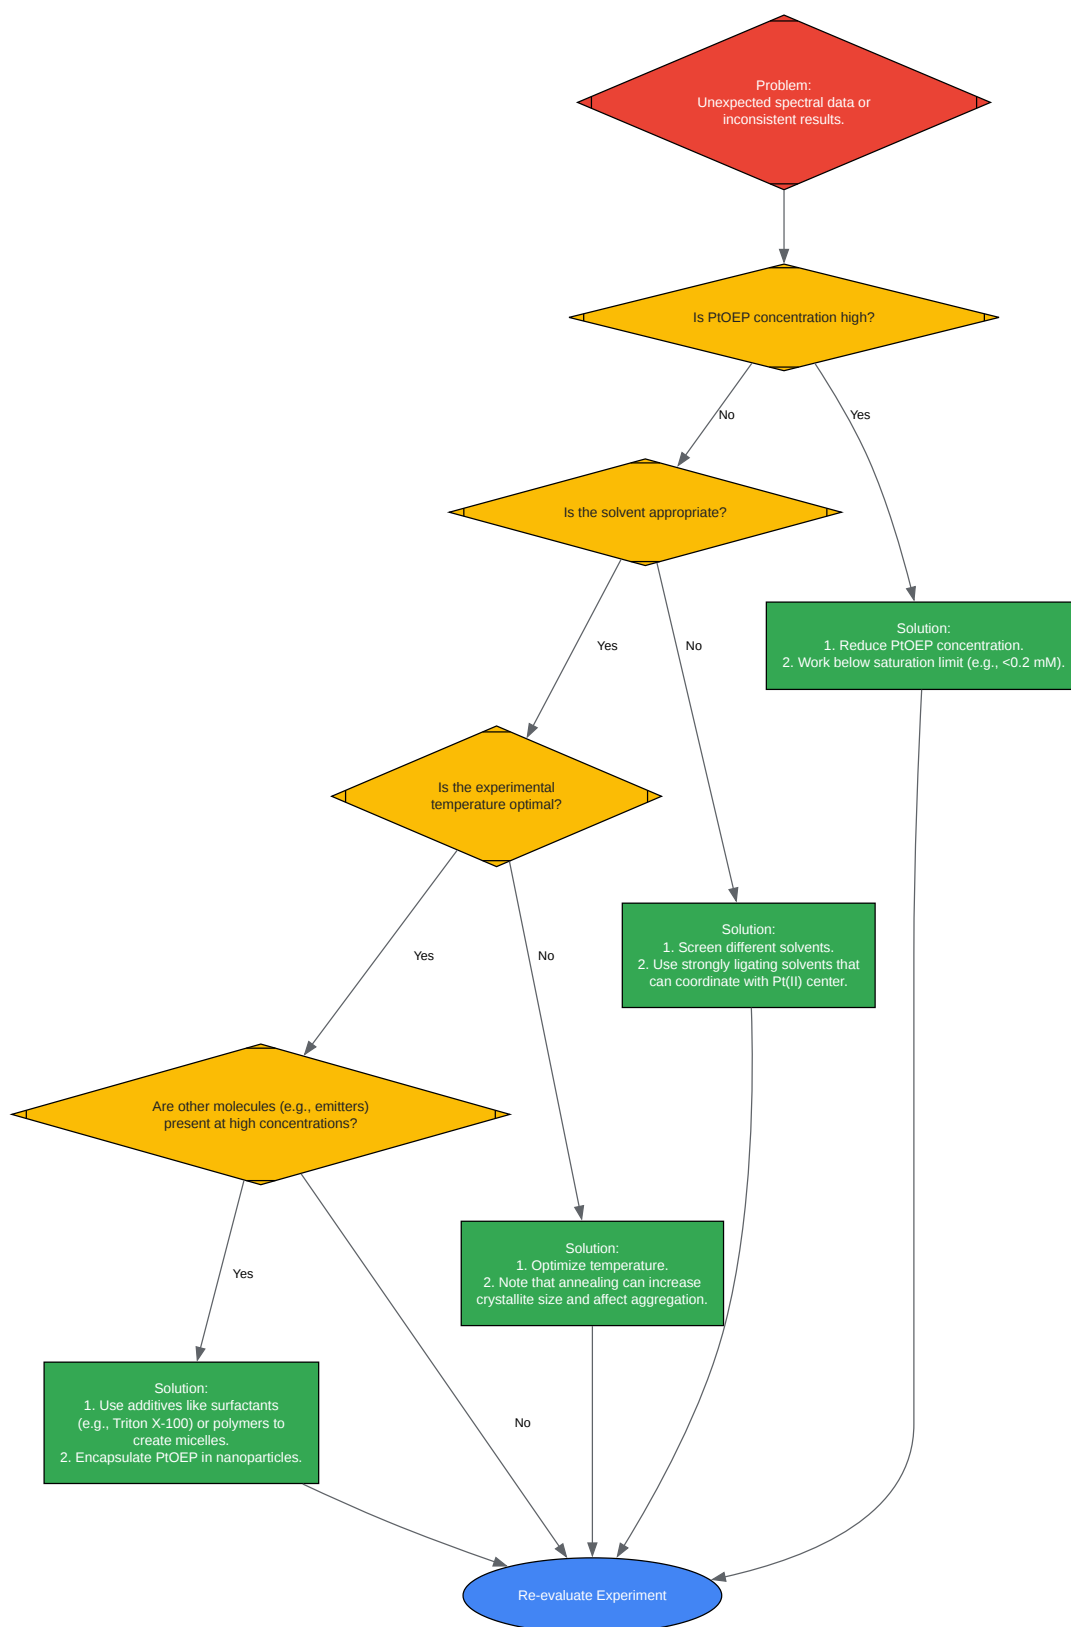 Problem:
Unexpected spectral data or
inconsistent results.
Is PtOEP concentration high?
No
Yes
Is the solvent appropriate?
Solution:
1. Reduce PtOEP concentration.
2. Work below saturation limit (e.g., <0.2 mM).
Yes
No
Is the experimental
temperature optimal?
Solution:
1. Screen different solvents.
2. Use strongly ligating solvents that
can coordinate with Pt(II) center.
Yes
No
Are other molecules (e.g., emitters)
present at high concentrations?
Solution:
1. Optimize temperature.
2. Note that annealing can increase
crystallite size and affect aggregation.
Yes
No
Solution:
1. Use additives like surfactants
(e.g., Triton X-100) or polymers to
create micelles.
2. Encapsulate PtOEP in nanoparticles.
Re-evaluate Experiment